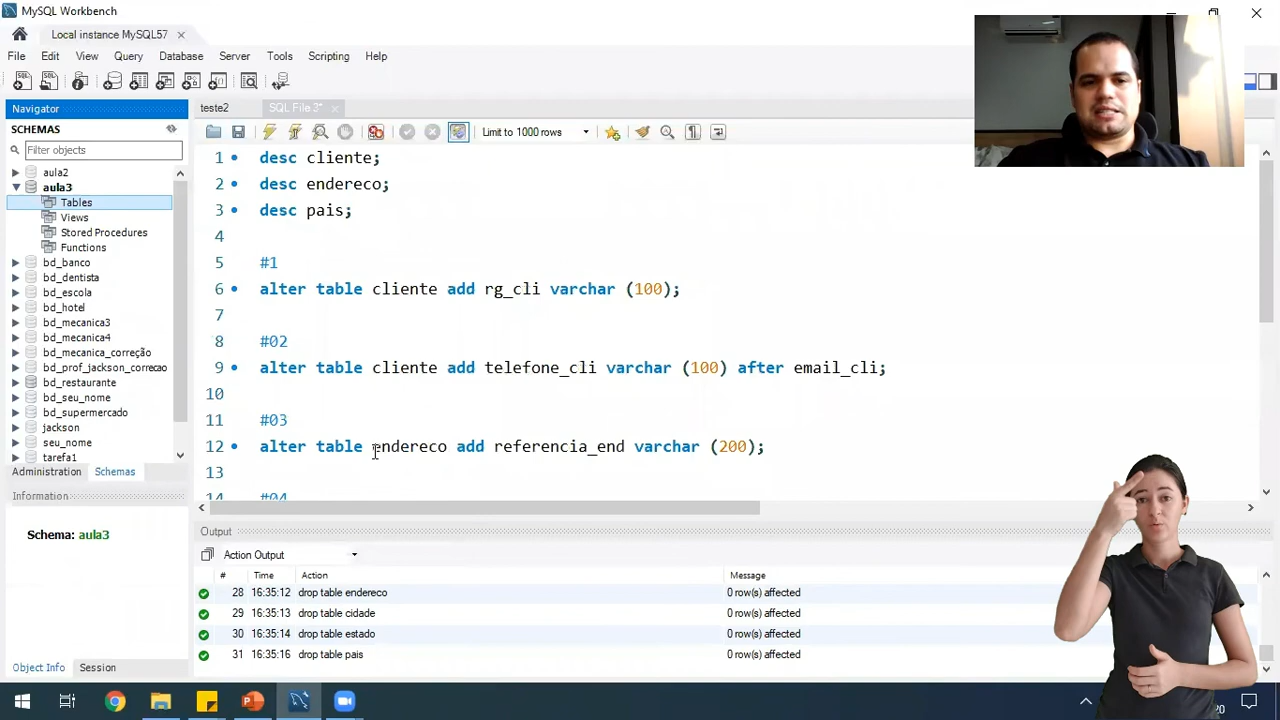 MySQL Workbench
Local instance MySQL57
File Edit View Query Database Server Tools Scripting Help
Navigator
SCHEMAS
Filter objects
aula2
aula3
Tables
Views
Stored Procedures
Functions
bd_banco
bd_dentista
bd_escola
bd_hotel
bd_mecanica3
bd_mecanica4
bd_mecanica_correção
bd_prof_jackson_correcao
bd_restaurante
bd_seu_nome
bd_supermercado
jackson
seu_nome
tarefa1
Administration Schemas
Information
Schema: aula3
Object Info Session
teste2 SQL File 3*
Limit to 1000 rows
1 desc cliente;
2 desc endereco;
3 desc pais;
4
5 #1
6 alter table cliente add rg_cli varchar (100);
7
8 #02
9 alter table cliente add telefone_cli varchar (100) after email_cli;
10
11 #03
12 alter table endereco add referencia_end varchar (200);
13
14 #04
Output
Action Output
# Time Action Message
28 16:35:12 drop table endereco 0 row(s) affected
29 16:35:13 drop table cidade 0 row(s) affected
30 16:35:14 drop table estado 0 row(s) affected
31 16:35:16 drop table pais 0 row(s) affected
20